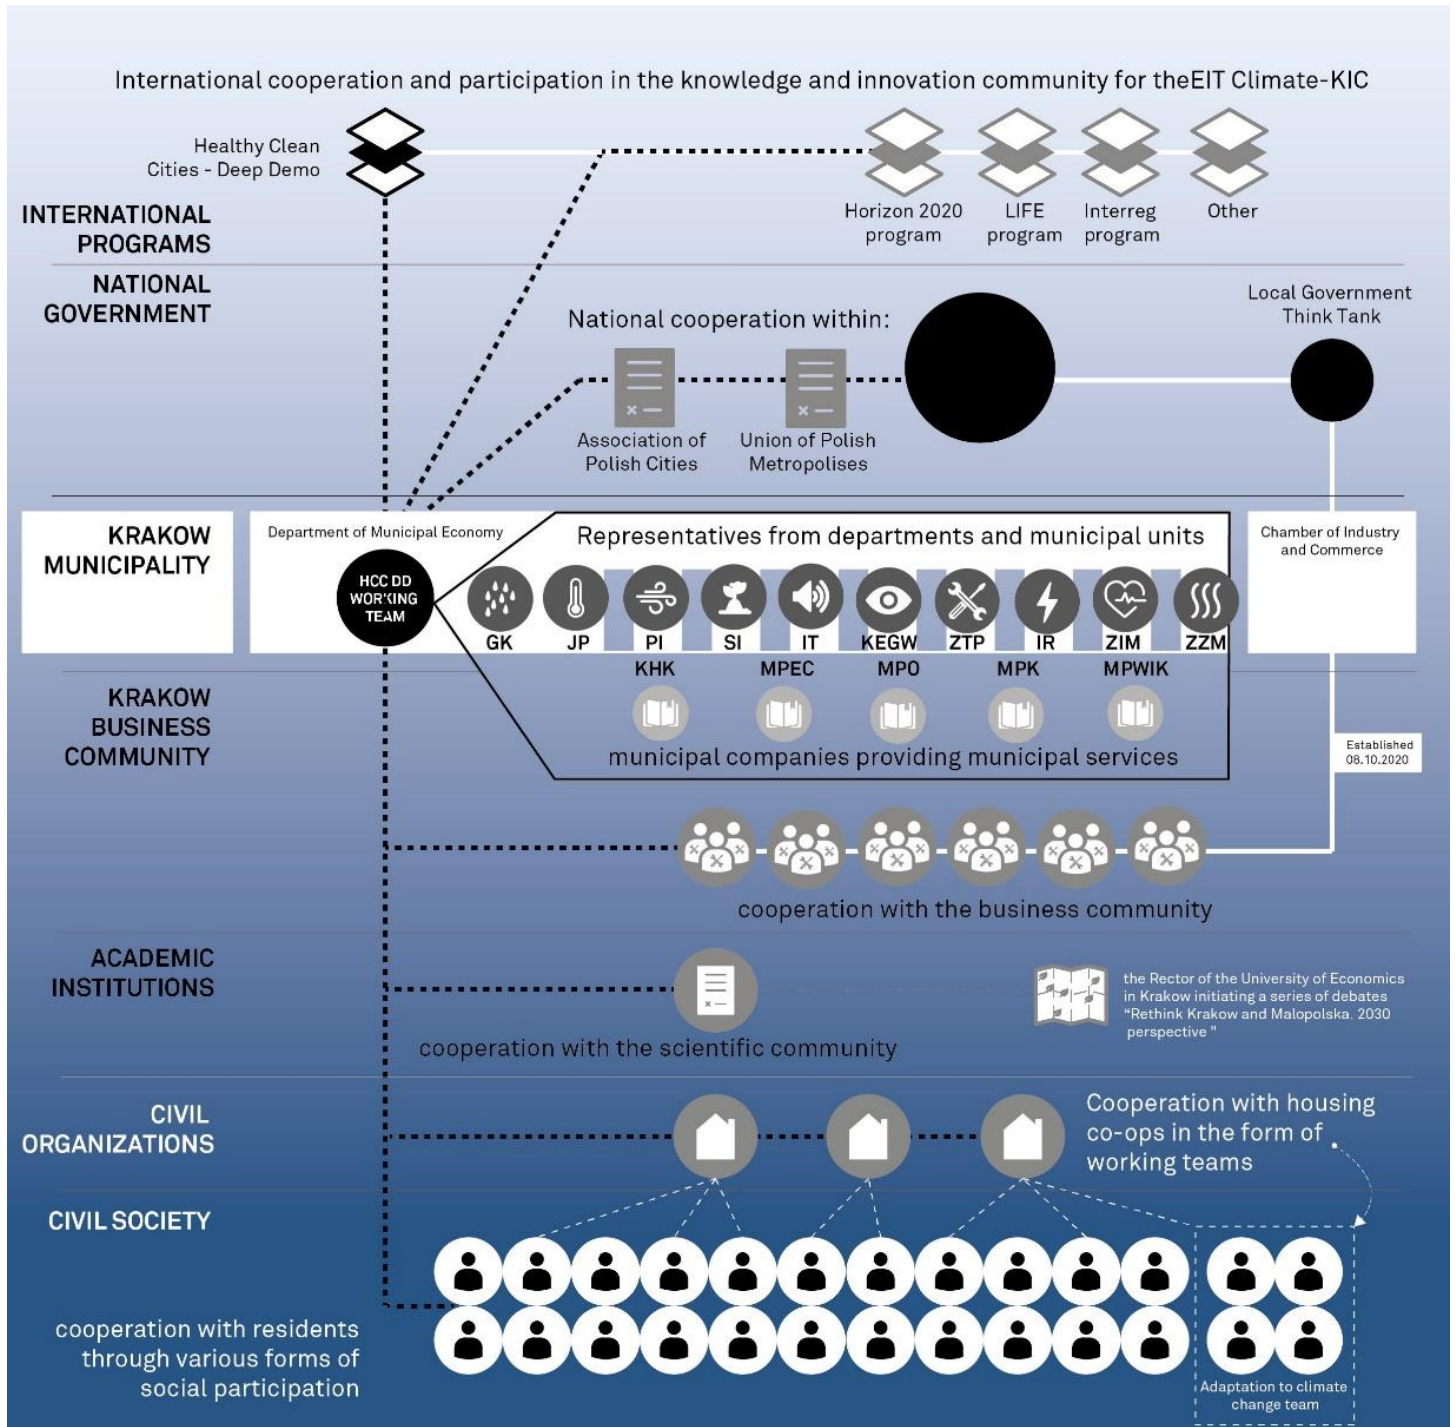 International cooperation and participation in the knowledge and innovation community for theEIT Climate-KIC
Healthy Clean
Cities - Deep Demo
INTERNATIONAL
PROGRAMS
Horizon 2020
program
LIFE
program
Interreg
program
Other
NATIONAL
GOVERNMENT
National cooperation within:
Local Government
Think Tank
Association of
Polish Cities
Union of Polish
Metropolises
KRAKOW
MUNICIPALITY
Department of Municipal Economy
HCC DD
WORKING
TEAM
Representatives from departments and municipal units
Chamber of Industry
and Commerce
GK JP PI SI IT KEGW ZTP IR ZIM ZZM
KHK MPEC MPO MPK MPWIK
KRAKOW
BUSINESS
COMMUNITY
municipal companies providing municipal services
Established
08.10.2020
cooperation with the business community
ACADEMIC
INSTITUTIONS
the Rector of the University of Economics
in Krakow initiating a series of debates
"Rethink Krakow and Malopolska. 2030
perspective "
cooperation with the scientific community
CIVIL
ORGANIZATIONS
Cooperation with housing
co-ops in the form of
working teams
CIVIL SOCIETY
cooperation with residents
through various forms of
social participation
Adaptation to climate
change team